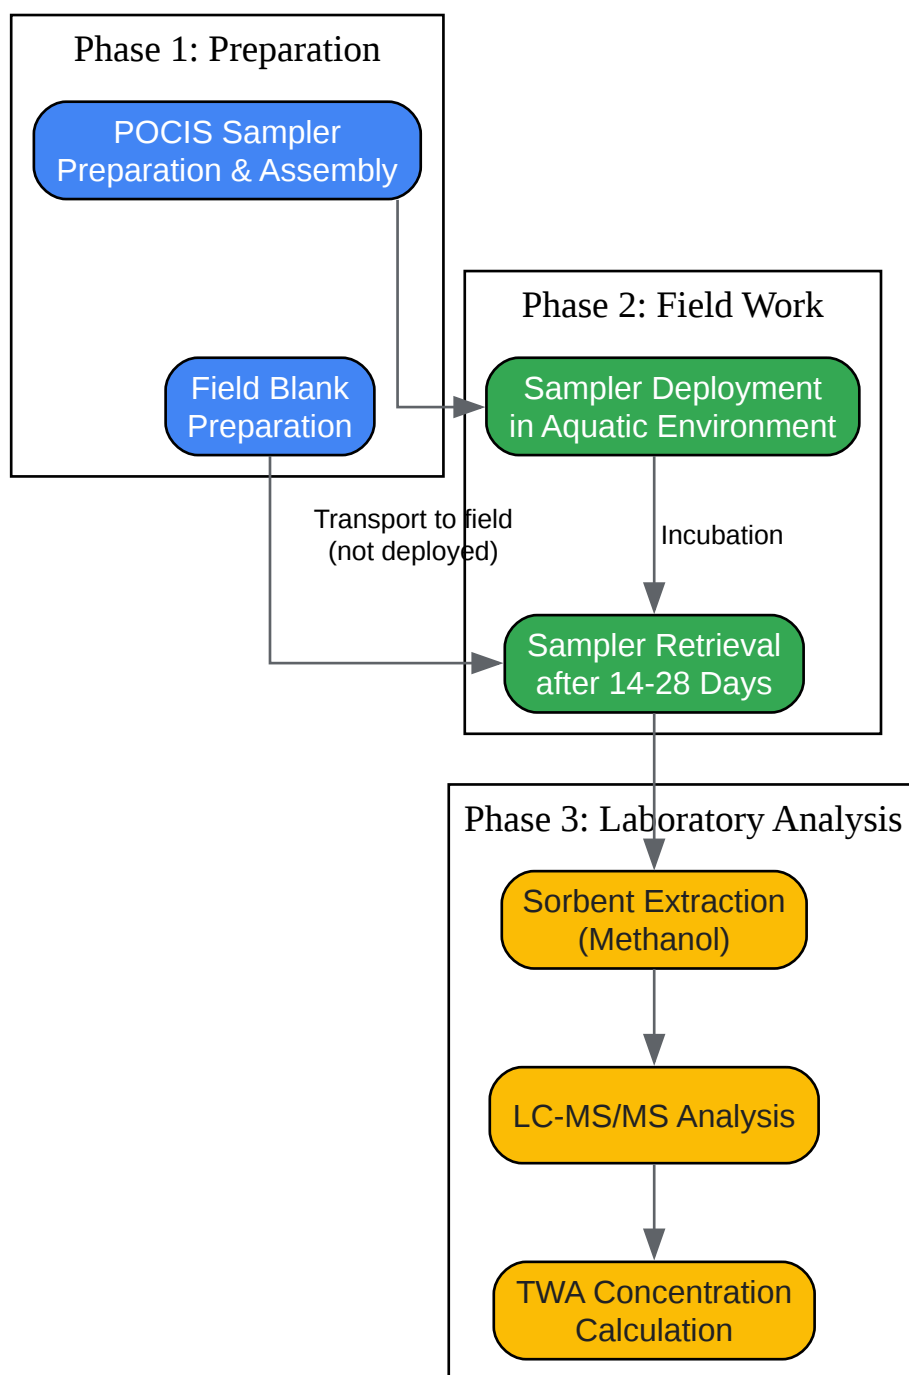 Phase 1: Preparation
POCIS Sampler
Preparation & Assembly
Phase 2: Field Work
Field Blank
Preparation
Sampler Deployment
in Aquatic Environment
Transport to field
(not deployed)
Incubation
Sampler Retrieval
after 14-28 Days
Phase 3: Laboratory Analysis
Sorbent Extraction
(Methanol)
LC-MS/MS Analysis
TWA Concentration
Calculation